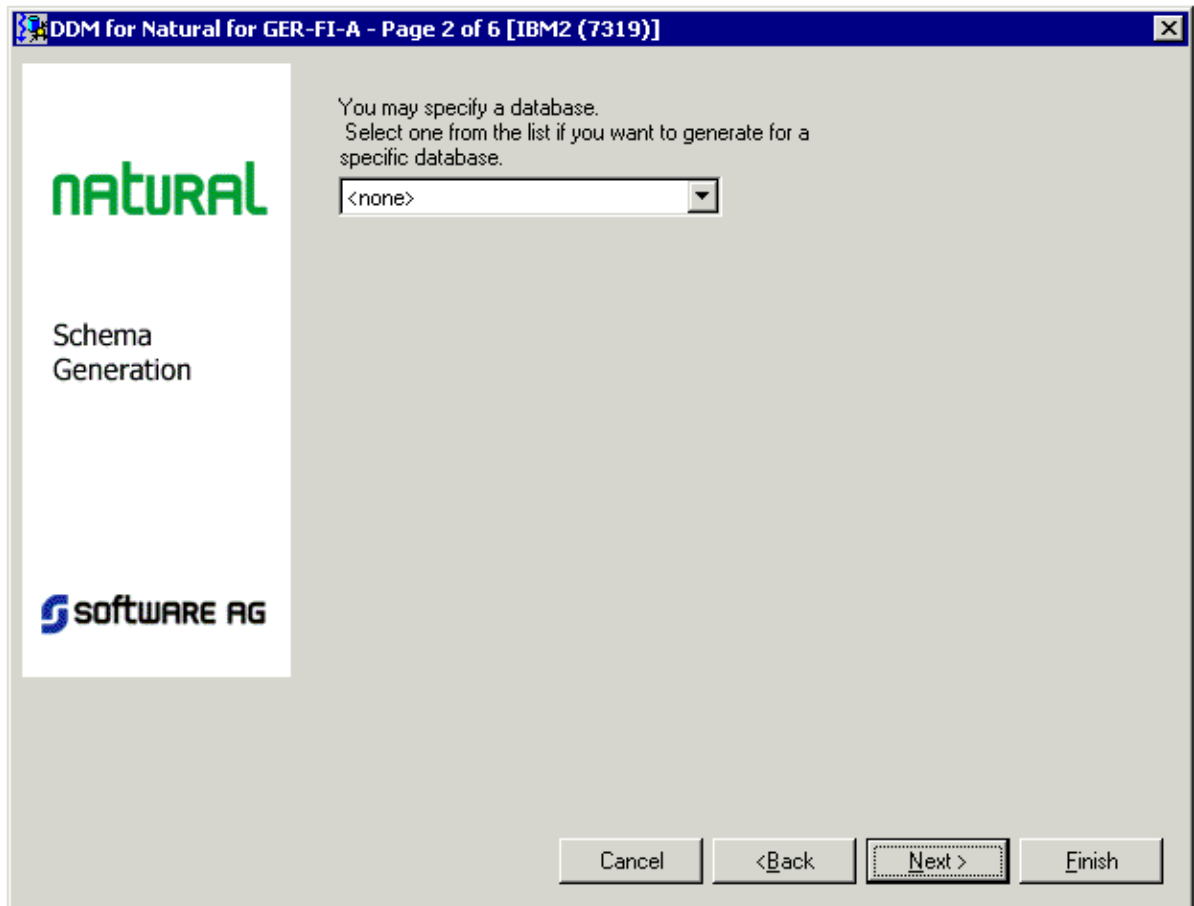 DDM for Natural for GER-FI-A - Page 2 of 6 [IBM2 (7319)]
You may specify a database.
Select one from the list if you want to generate for a
specific database.
<none>
natural
Schema
Generation
software AG
Cancel
<Back
Next >
Finish